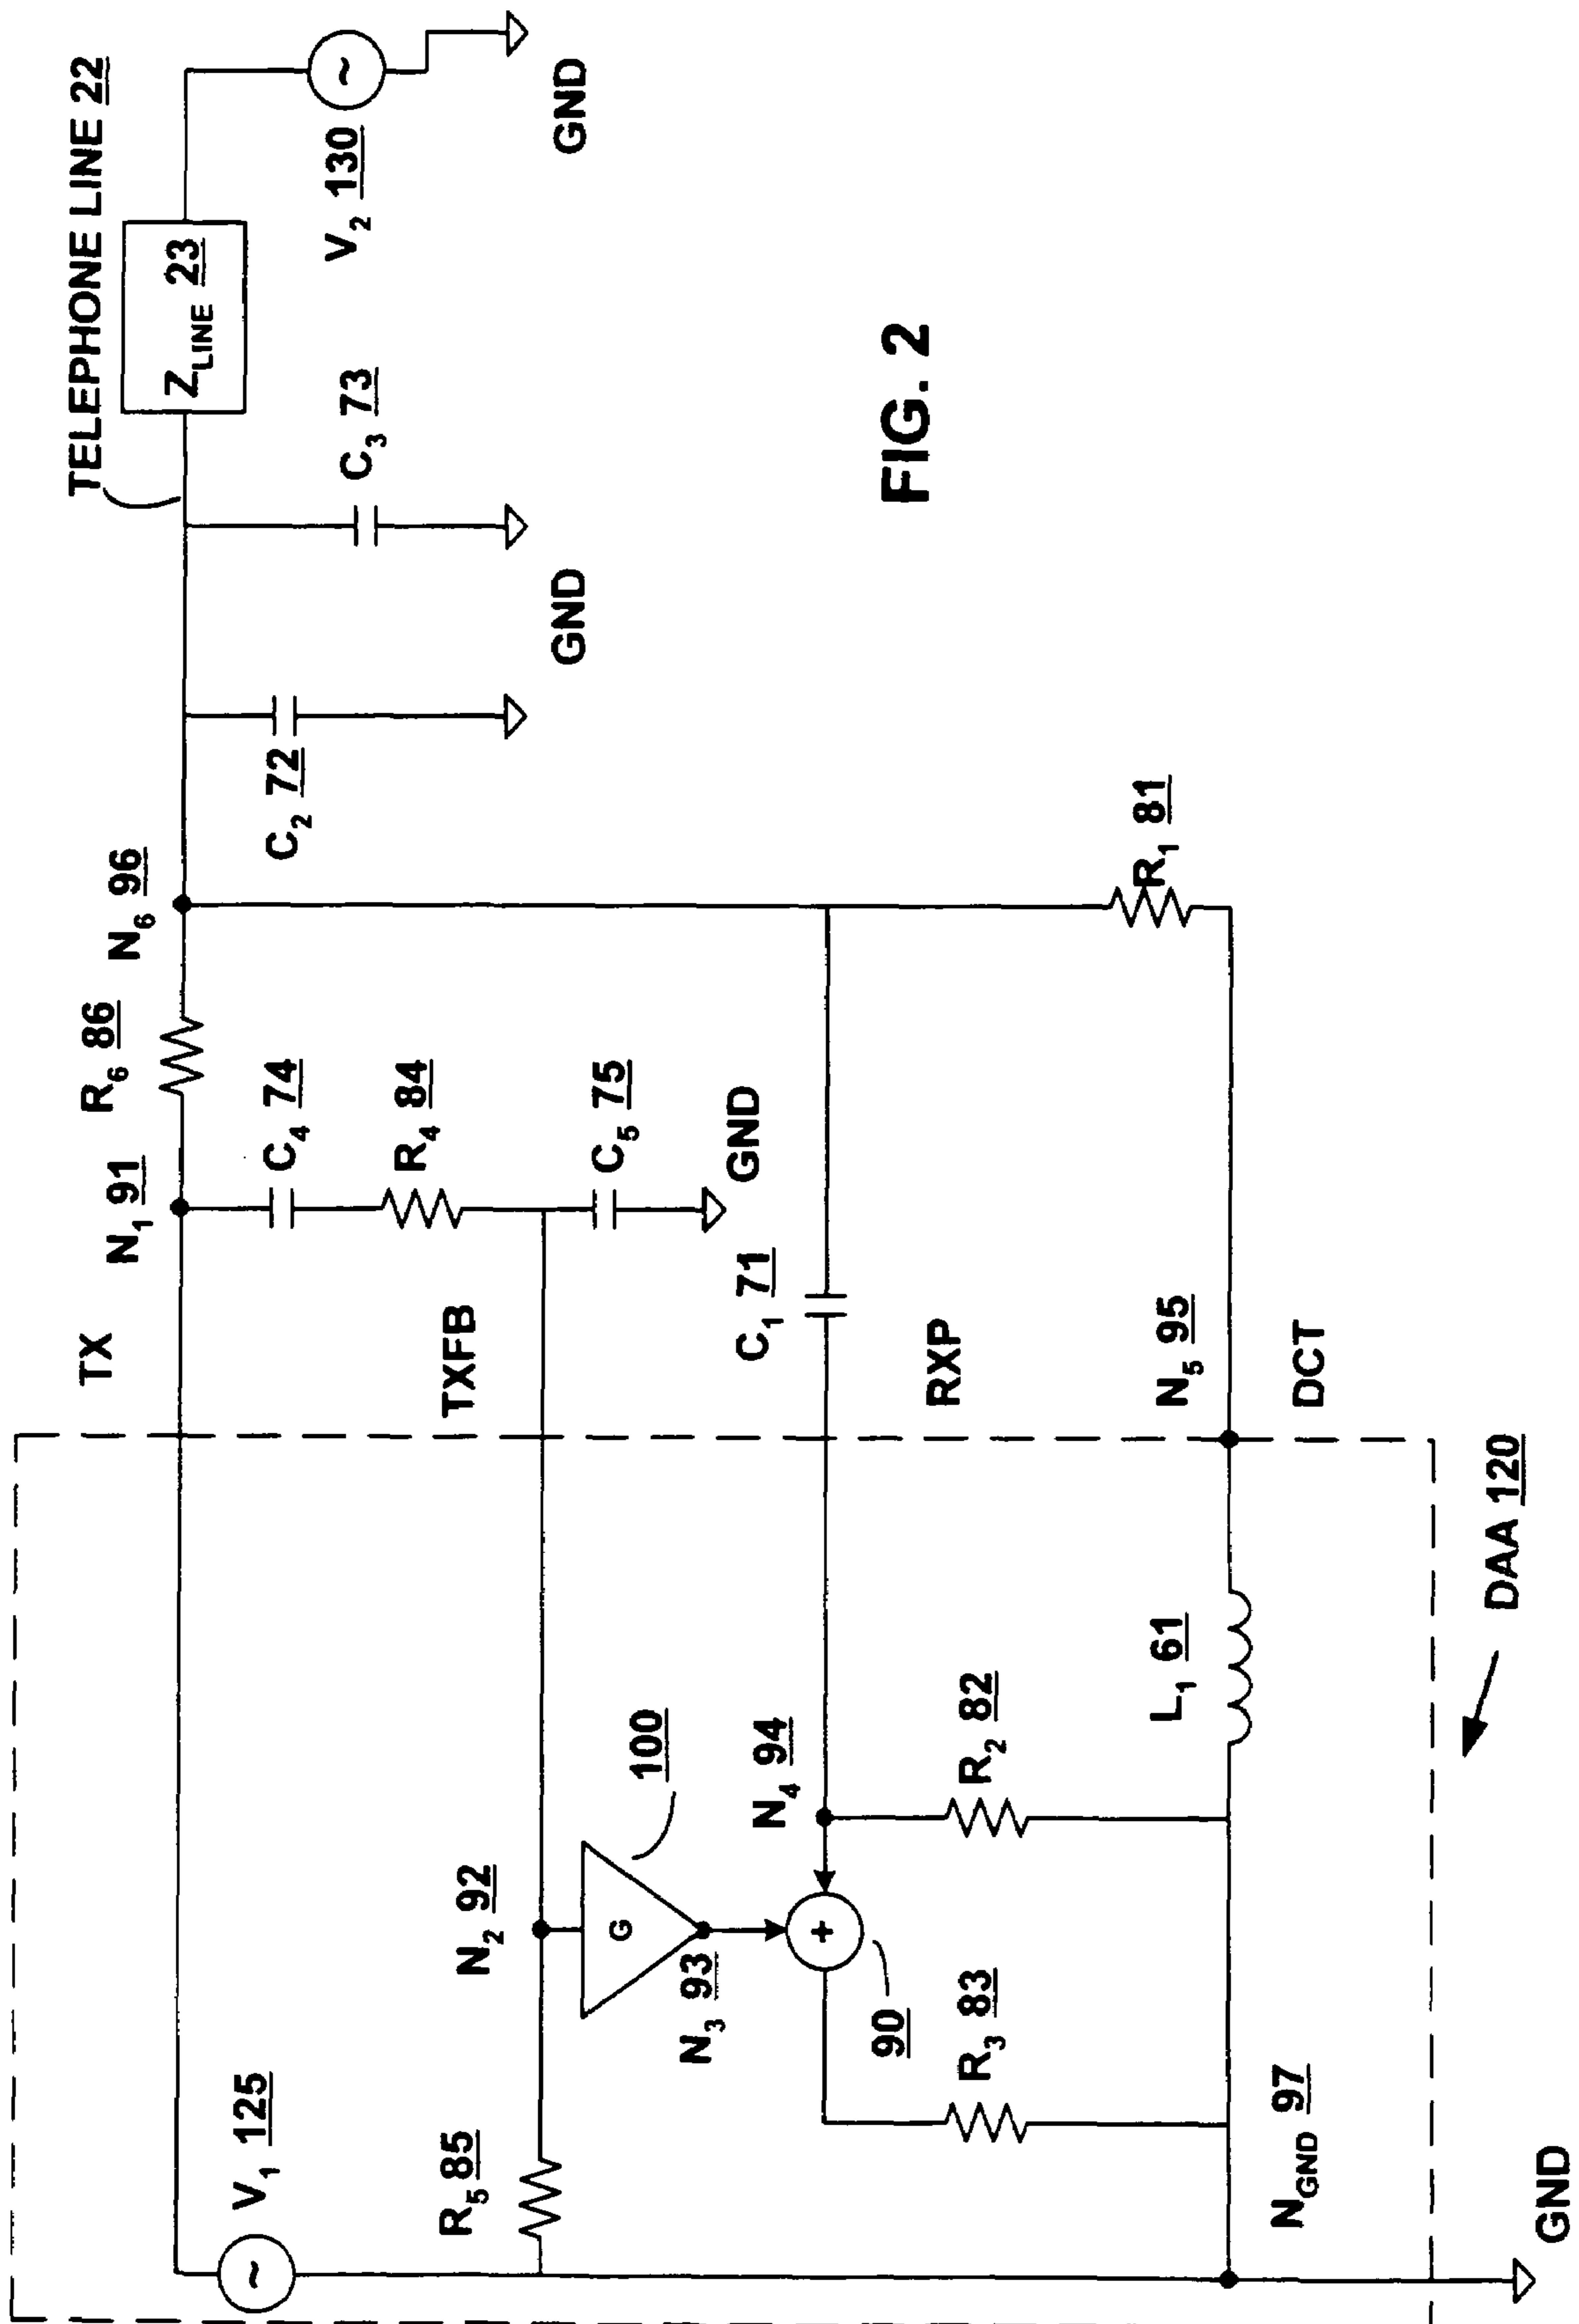 TELEPHONE LINE 22
Z_LINE 23
V₂ 130
GND
C₃ 73
GND
C₂ 72
N₆ 96
R₆ 86
N₁ 91
TX
C₄ 74
R₄ 84
C₅ 75
GND
TXFB
C₁ 71
RXP
R₁ 81
N₅ 95
DCT
FIG. 2
V₁ 125
R₅ 85
N₂ 92
G
100
N₃ 93
N₄ 94
+
90
R₂ 82
R₃ 83
L₁ 61
N_GND 97
GND
DAA 120